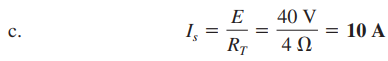 c. I_s = E/R_T = 40 V/4 Ω = 10 A